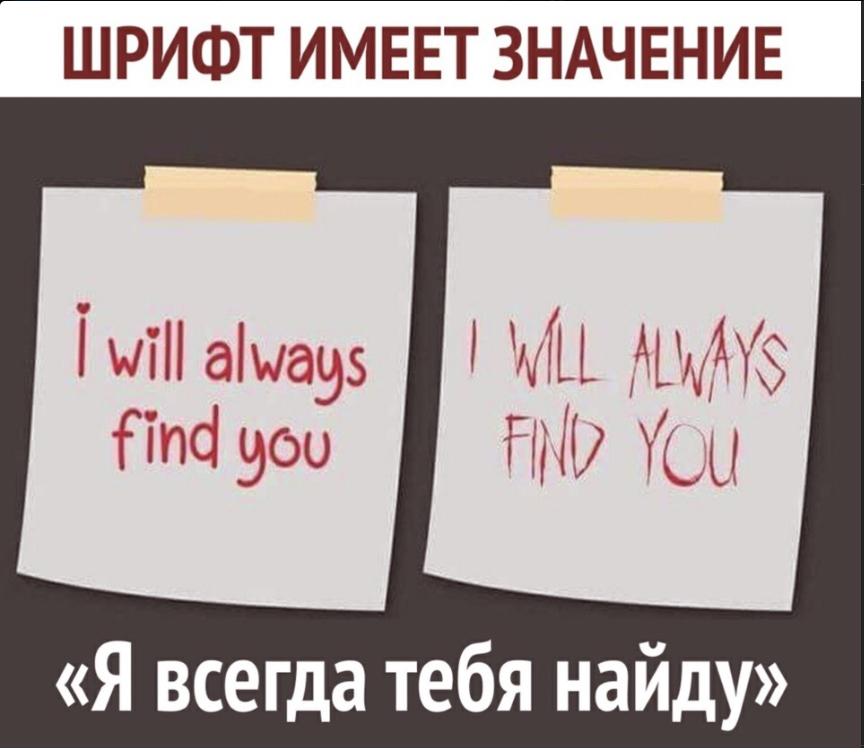 ШРИФТ ИМЕЕТ ЗНАЧЕНИЕ
i will always
find you
I WILL ALWAYS
FIND YOU
«Я всегда тебя найду»